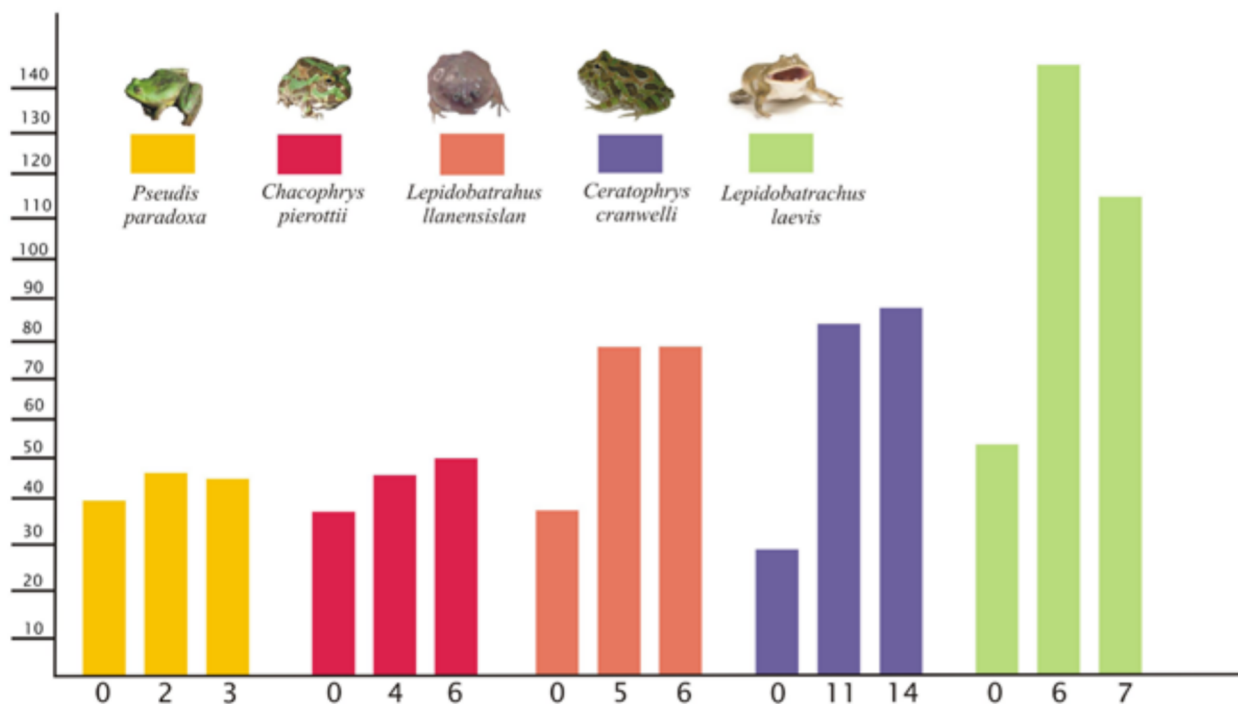 140
130
120
110
100
90
80
70
60
50
40
30
20
10
Pseudis
paradoxa
Chacophrys
pierottii
Lepidobatrahus
llanensislan
Ceratophrys
cranwelli
Lepidobatrachus
laevis
0 2 3 0 4 6 0 5 6 0 11 14 0 6 7